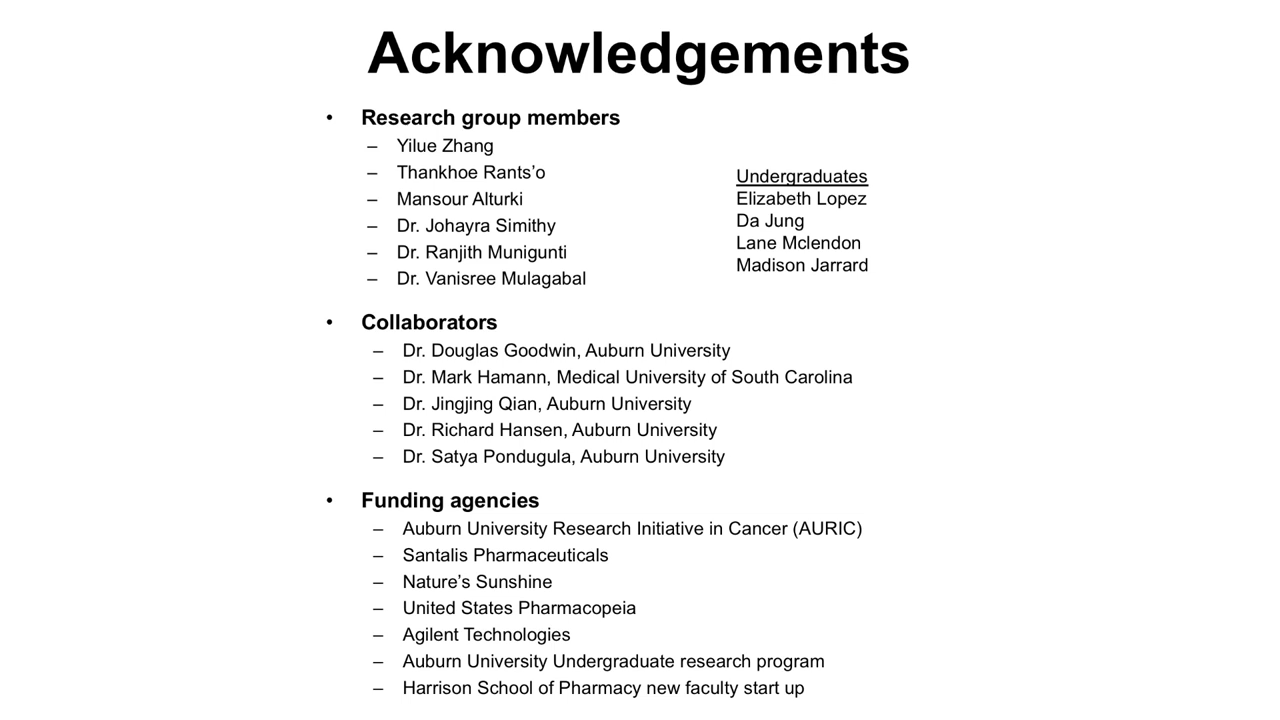 Acknowledgements
• Research group members
– Yilue Zhang
– Thankhoe Rants’o
– Mansour Alturki
– Dr. Johayra Simithy
– Dr. Ranjith Munigunti
– Dr. Vanisree Mulagabal
Undergraduates
Elizabeth Lopez
Da Jung
Lane Mclendon
Madison Jarrard
• Collaborators
– Dr. Douglas Goodwin, Auburn University
– Dr. Mark Hamann, Medical University of South Carolina
– Dr. Jingjing Qian, Auburn University
– Dr. Richard Hansen, Auburn University
– Dr. Satya Pondugula, Auburn University
• Funding agencies
– Auburn University Research Initiative in Cancer (AURIC)
– Santalis Pharmaceuticals
– Nature’s Sunshine
– United States Pharmacopeia
– Agilent Technologies
– Auburn University Undergraduate research program
– Harrison School of Pharmacy new faculty start up